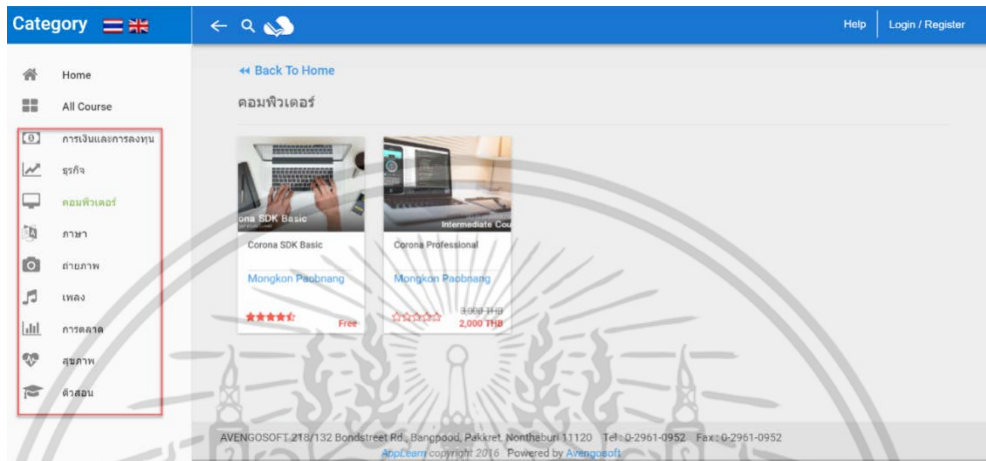 Category
Help
Login / Register
Home
All Course
การเงินและการลงทุน
ธุรกิจ
คอมพิวเตอร์
ภาษา
ถ่ายภาพ
เพลง
การตลาด
สุขภาพ
ติวสอบ
Back To Home
คอมพิวเตอร์
ona SDK Basic
Corona SDK Basic
Mongkon Paobnang
Free
Intermediate Cou
Corona Professional
Mongkon Paobnang
3,000 THB
2,000 THB
AVENGOSOFT 218/132 Bondstreet Rd., Bangpood, Pakkret, Nonthaburi 11120 Tel : 0-2961-0952 Fax : 0-2961-0952
AppLearn copyright 2016 Powered by Avengosoft